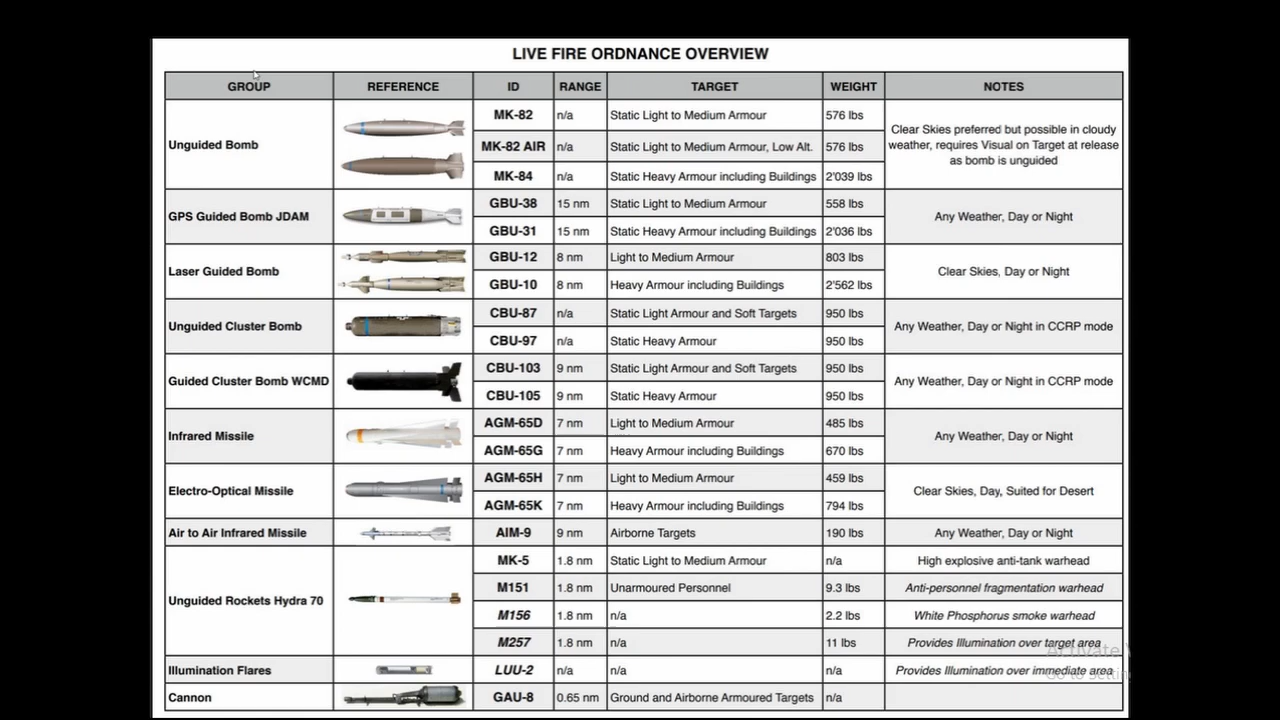 LIVE FIRE ORDNANCE OVERVIEW
GROUP REFERENCE ID RANGE TARGET WEIGHT NOTES
Unguided Bomb
MK-82 n/a Static Light to Medium Armour 576 lbs
MK-82 AIR n/a Static Light to Medium Armour, Low Alt. 576 lbs
MK-84 n/a Static Heavy Armour including Buildings 2'039 lbs
Clear Skies preferred but possible in cloudy
weather, requires Visual on Target at release
as bomb is unguided
GPS Guided Bomb JDAM
GBU-38 15 nm Static Light to Medium Armour 558 lbs
GBU-31 15 nm Static Heavy Armour including Buildings 2'036 lbs
Any Weather, Day or Night
Laser Guided Bomb
GBU-12 8 nm Light to Medium Armour 803 lbs
GBU-10 8 nm Heavy Armour including Buildings 2'562 lbs
Clear Skies, Day or Night
Unguided Cluster Bomb
CBU-87 n/a Static Light Armour and Soft Targets 950 lbs
CBU-97 n/a Static Heavy Armour 950 lbs
Any Weather, Day or Night in CCRP mode
Guided Cluster Bomb WCMD
CBU-103 9 nm Static Light Armour and Soft Targets 950 lbs
CBU-105 9 nm Static Heavy Armour 950 lbs
Any Weather, Day or Night in CCRP mode
Infrared Missile
AGM-65D 7 nm Light to Medium Armour 485 lbs
AGM-65G 7 nm Heavy Armour including Buildings 670 lbs
Any Weather, Day or Night
Electro-Optical Missile
AGM-65H 7 nm Light to Medium Armour 459 lbs
AGM-65K 7 nm Heavy Armour including Buildings 794 lbs
Clear Skies, Day, Suited for Desert
Air to Air Infrared Missile AIM-9 9 nm Airborne Targets 190 lbs Any Weather, Day or Night
Unguided Rockets Hydra 70
MK-5 1.8 nm Static Light to Medium Armour n/a High explosive anti-tank warhead
M151 1.8 nm Unarmoured Personnel 9.3 lbs Anti-personnel fragmentation warhead
M156 1.8 nm n/a 2.2 lbs White Phosphorus smoke warhead
M257 1.8 nm n/a 11 lbs Provides Illumination over target area
Illumination Flares LUU-2 n/a n/a n/a Provides Illumination over immediate area
Cannon GAU-8 0.65 nm Ground and Airborne Armoured Targets n/a
Activate
Go to